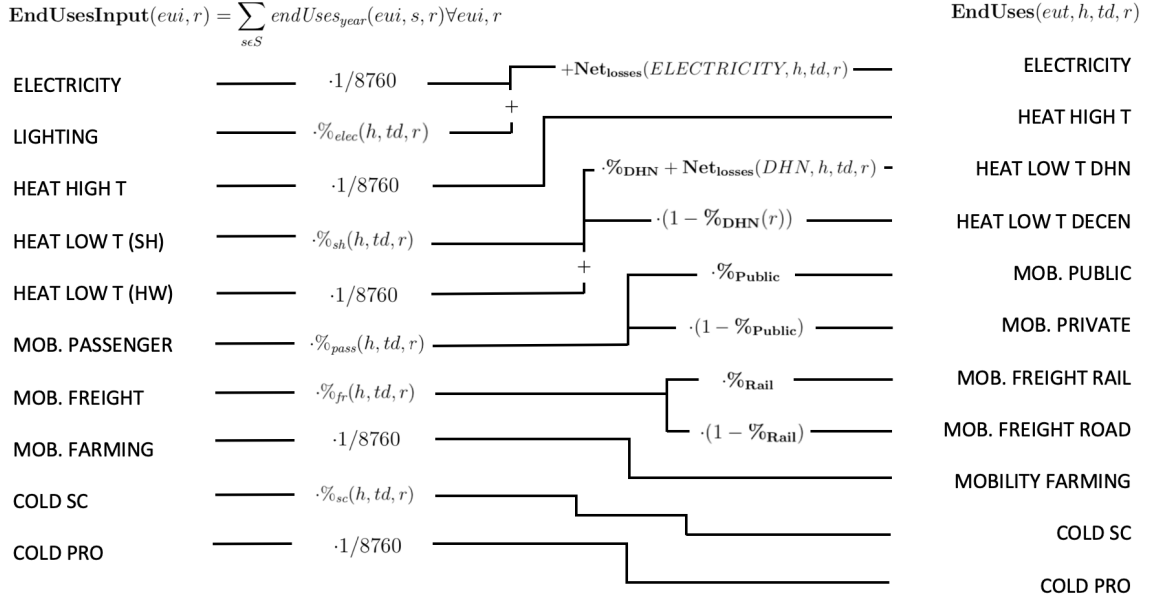 EndUsesInput(eui, r) = ∑ endUses_year(eui, s, r)∀eui, r
sϵS
EndUses(eut, h, td, r)
ELECTRICITY ·1/8760 +Net_losses(ELECTRICITY, h, td, r) ELECTRICITY
+
LIGHTING ·%_elec(h, td, r) HEAT HIGH T
HEAT HIGH T ·1/8760 ·%_DHN + Net_losses(DHN, h, td, r) HEAT LOW T DHN
HEAT LOW T (SH) ·%_sh(h, td, r) ·(1 − %_DHN(r)) HEAT LOW T DECEN
+
HEAT LOW T (HW) ·1/8760 ·%_Public MOB. PUBLIC
MOB. PASSENGER ·%_pass(h, td, r) ·(1 − %_Public) MOB. PRIVATE
MOB. FREIGHT ·%_fr(h, td, r) ·%_Rail MOB. FREIGHT RAIL
MOB. FARMING ·1/8760 ·(1 − %_Rail) MOB. FREIGHT ROAD
MOBILITY FARMING
COLD SC ·%_sc(h, td, r) COLD SC
COLD PRO ·1/8760 COLD PRO